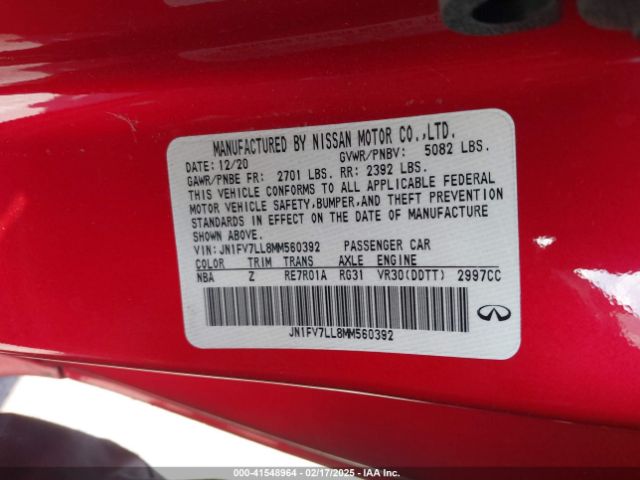 MANUFACTURED BY NISSAN MOTOR CO.,LTD.
DATE: 12/20 GVWR/PNBV: 5082 LBS.
GAWR/PNBE FR: 2701 LBS. RR: 2392 LBS.
THIS VEHICLE CONFORMS TO ALL APPLICABLE FEDERAL
MOTOR VEHICLE SAFETY, BUMPER, AND THEFT PREVENTION
STANDARDS IN EFFECT ON THE DATE OF MANUFACTURE
SHOWN ABOVE.
VIN: JN1FV7LL8MM560392 PASSENGER CAR
COLOR TRIM TRANS AXLE ENGINE
NBA Z RE7R01A RG31 VR30(DDTT) 2997CC
JN1FV7LL8MM560392
INFINITI
000-41548964 — 02/17/2025 — IAA, Inc.